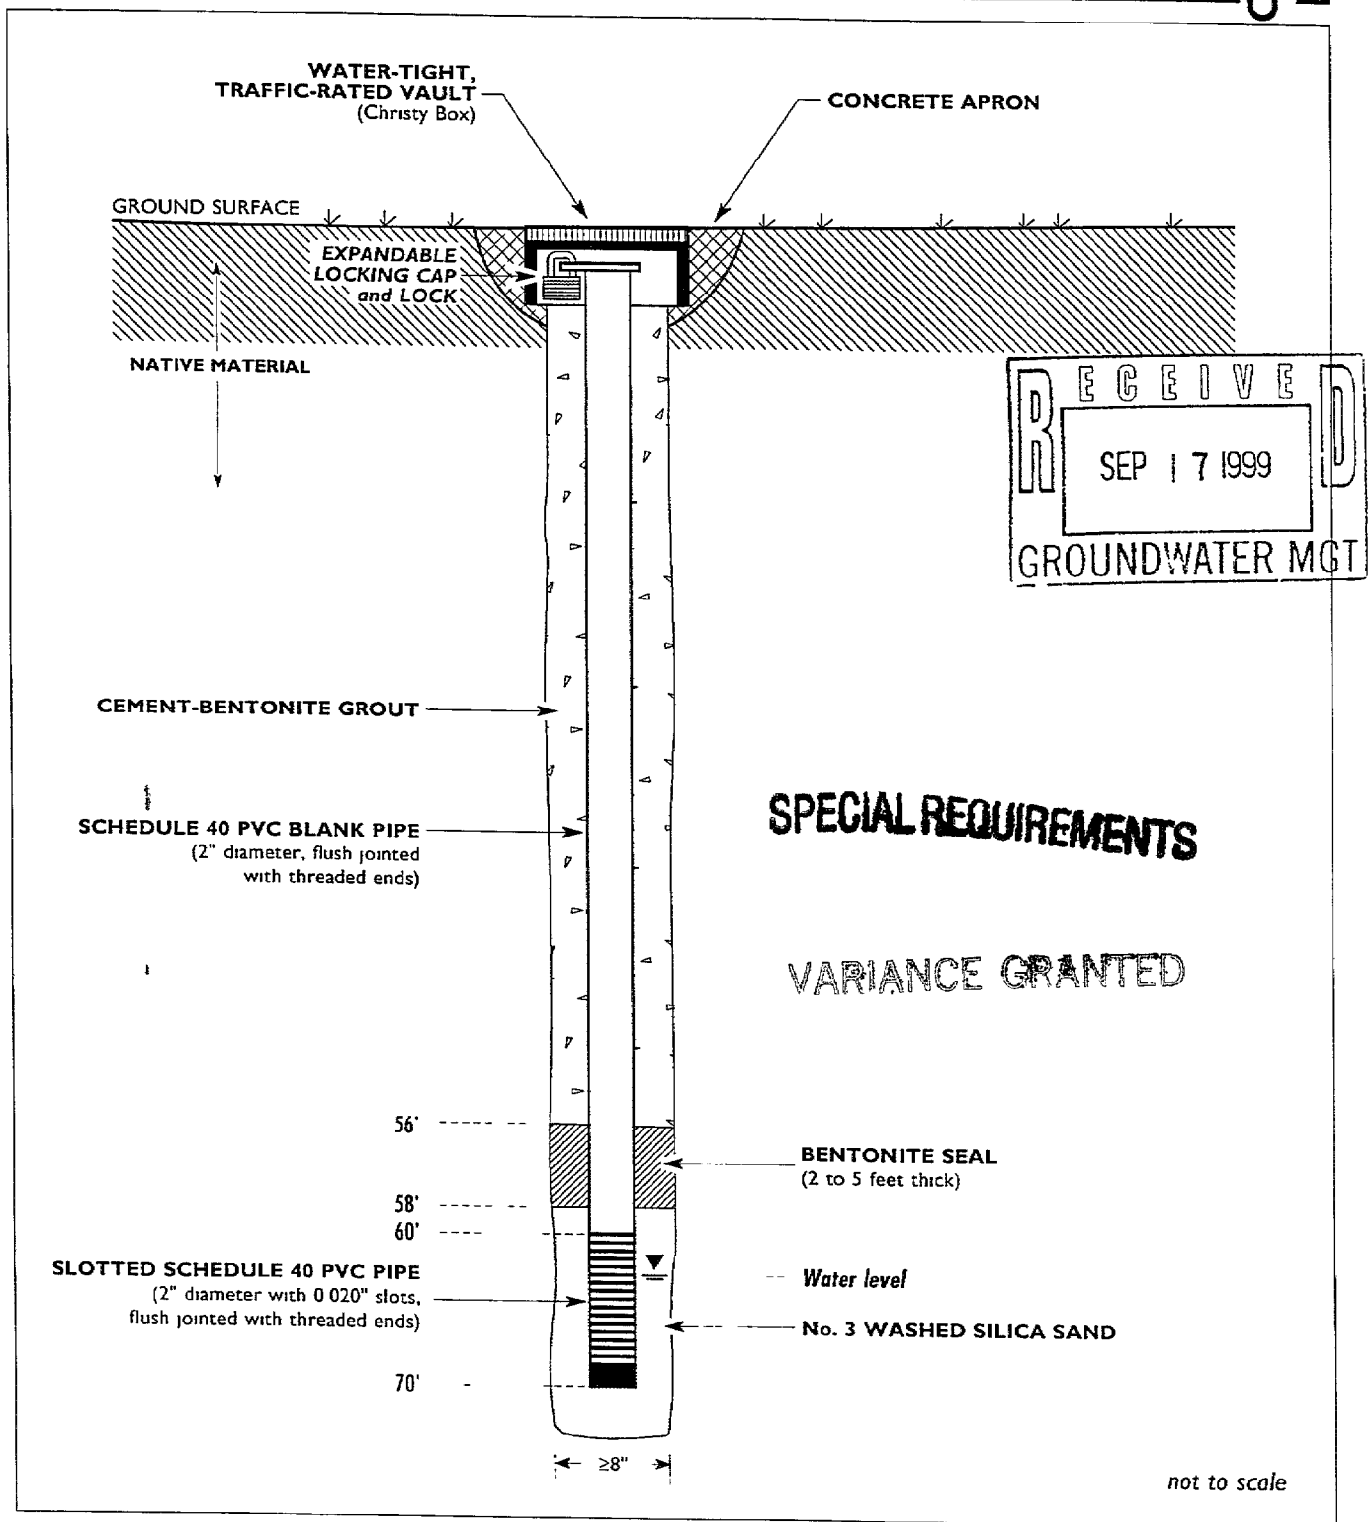 WATER-TIGHT,
TRAFFIC-RATED VAULT
(Christy Box)
CONCRETE APRON
GROUND SURFACE
EXPANDABLE
LOCKING CAP
and LOCK
NATIVE MATERIAL
RECEIVED
SEP 17 1999
GROUNDWATER MGT
CEMENT-BENTONITE GROUT
SCHEDULE 40 PVC BLANK PIPE
(2" diameter, flush jointed
with threaded ends)
SPECIAL REQUIREMENTS
VARIANCE GRANTED
56'
BENTONITE SEAL
(2 to 5 feet thick)
58'
60'
SLOTTED SCHEDULE 40 PVC PIPE
(2" diameter with 0 020" slots,
flush jointed with threaded ends)
Water level
No. 3 WASHED SILICA SAND
70'
≥8"
not to scale